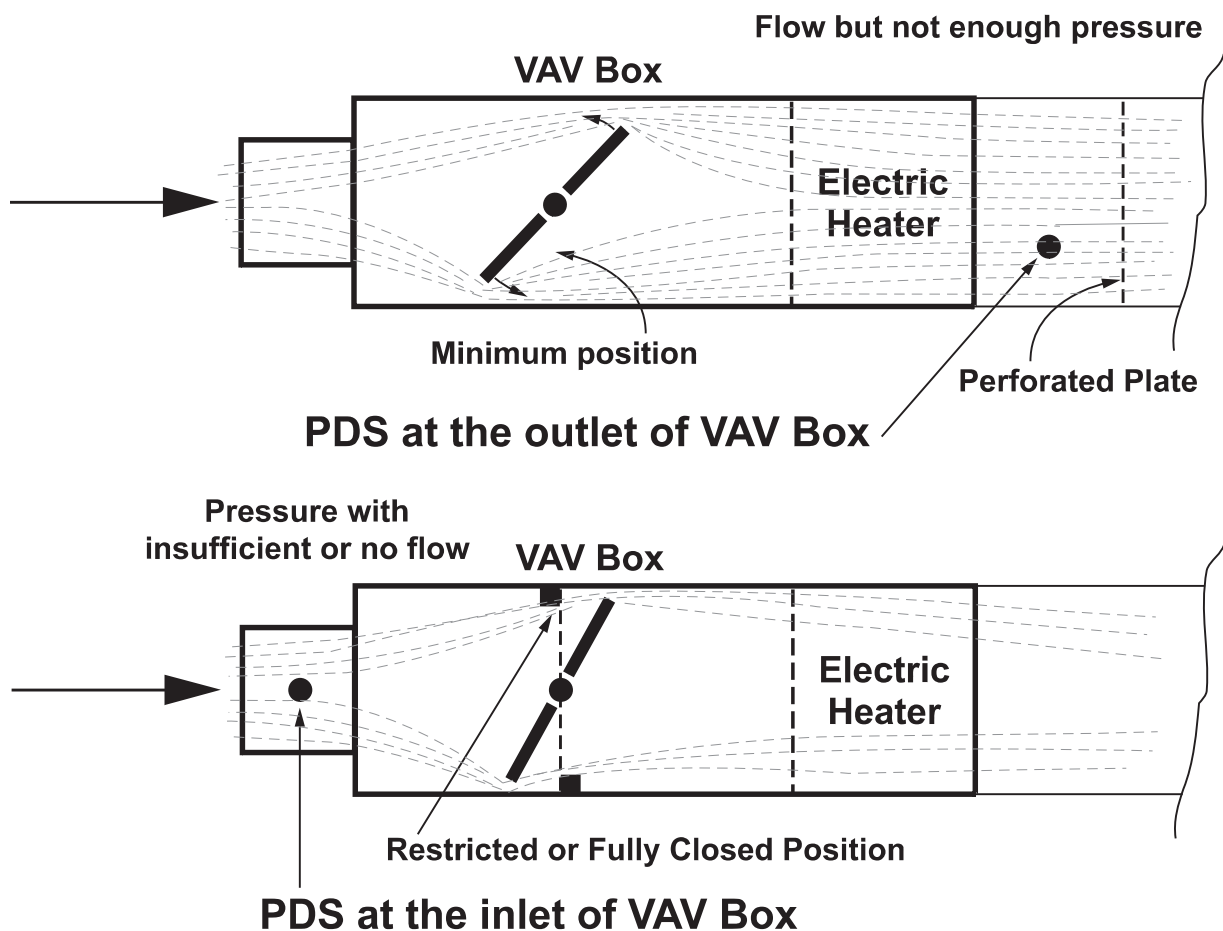 Flow but not enough pressure
VAV Box
Electric
Heater
Minimum position
Perforated Plate
PDS at the outlet of VAV Box
Pressure with
insufficient or no flow
VAV Box
Electric
Heater
Restricted or Fully Closed Position
PDS at the inlet of VAV Box